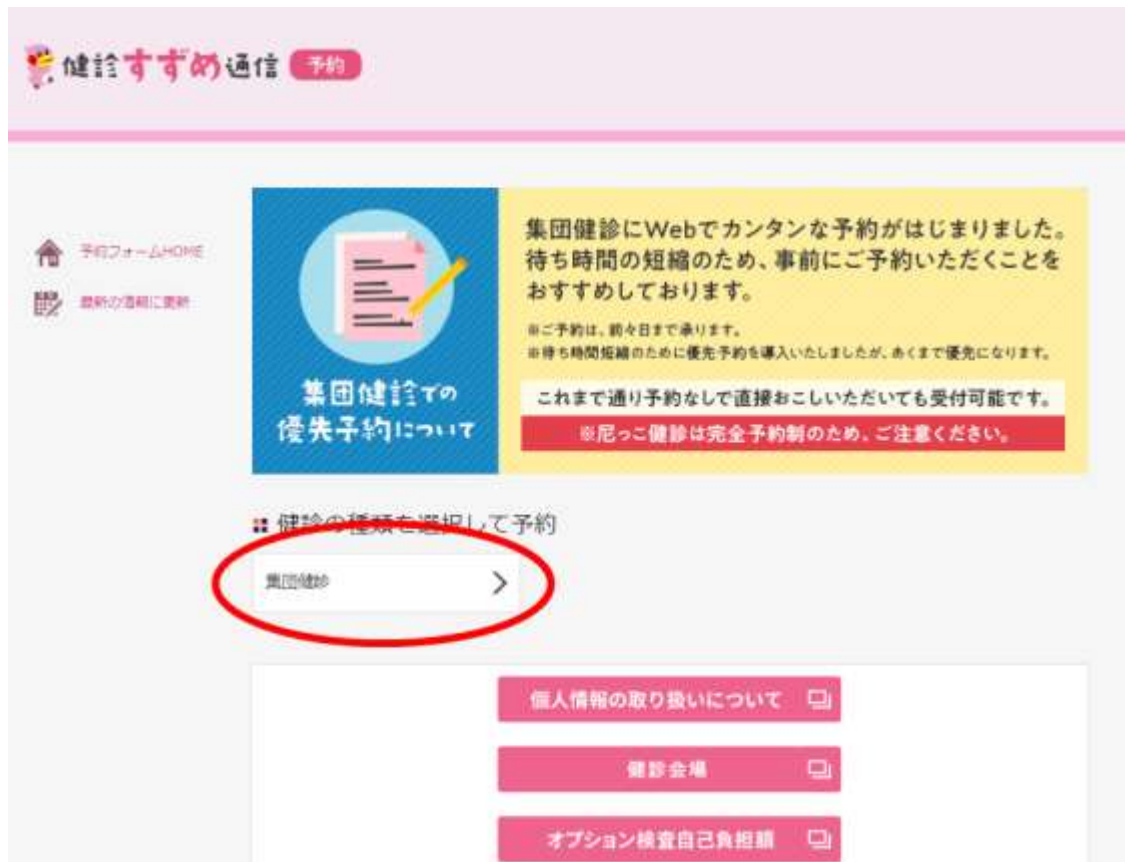 健診すずめ通信 予約
予約フォームHOME
最新の情報に更新
集団健診での
優先予約について
集団健診にWebでカンタンな予約がはじまりました。
待ち時間の短縮のため、事前にご予約いただくことを
おすすめしております。
※ご予約は、前々日まで承ります。
※待ち時間短縮のために優先予約を導入いたしましたが、あくまで優先になります。
これまで通り予約なしで直接おこしいただいても受付可能です。
※尼っこ健診は完全予約制のため、ご注意ください。
健診の種類を選択して予約
集団健診
個人情報の取り扱いについて
健診会場
オプション検査自己負担額